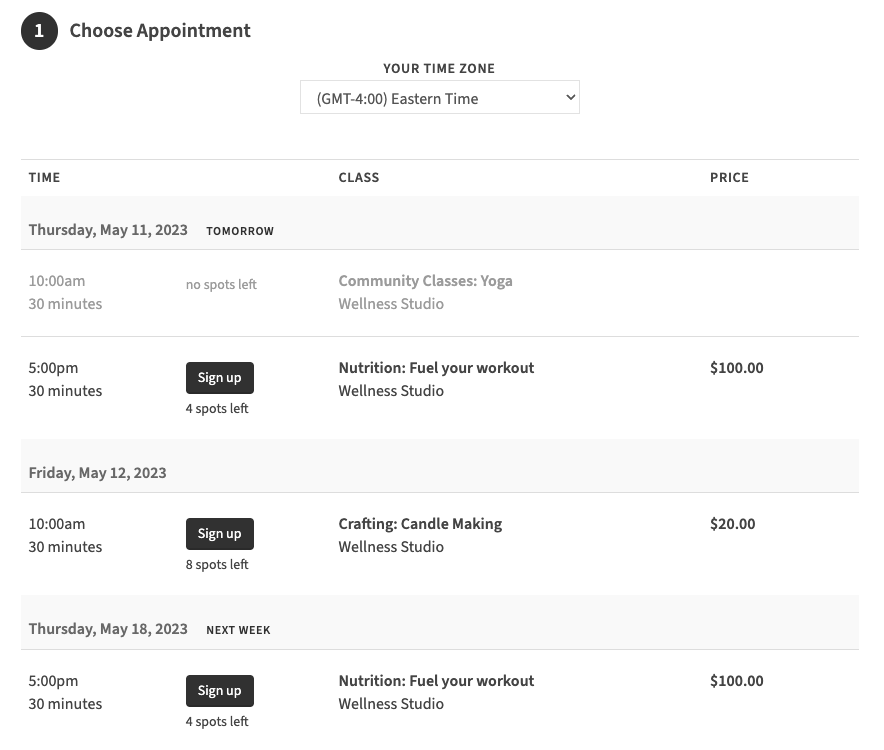 1 Choose Appointment
YOUR TIME ZONE
(GMT-4:00) Eastern Time
TIME CLASS PRICE
Thursday, May 11, 2023 TOMORROW
10:00am no spots left Community Classes: Yoga
30 minutes Wellness Studio
5:00pm Sign up Nutrition: Fuel your workout $100.00
30 minutes Wellness Studio
4 spots left
Friday, May 12, 2023
10:00am Sign up Crafting: Candle Making $20.00
30 minutes Wellness Studio
8 spots left
Thursday, May 18, 2023 NEXT WEEK
5:00pm Sign up Nutrition: Fuel your workout $100.00
30 minutes Wellness Studio
4 spots left